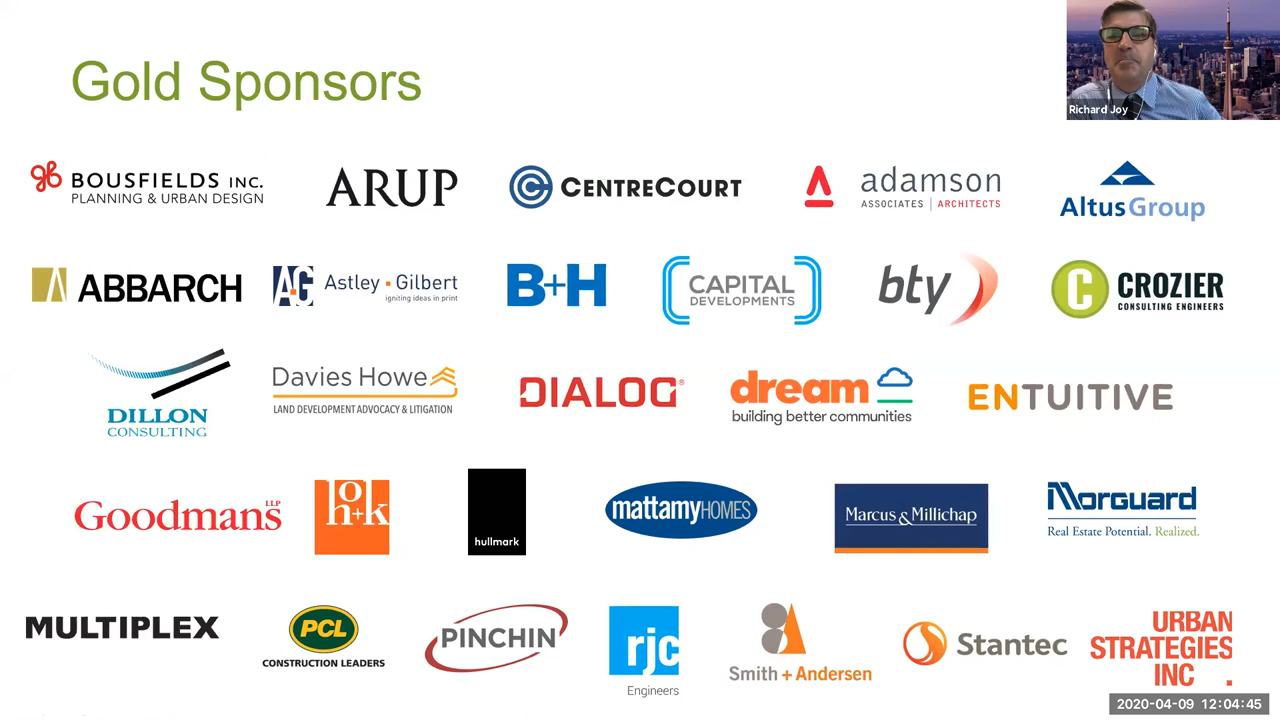 Gold Sponsors
Richard Joy
BOUSFIELDS INC.
PLANNING & URBAN DESIGN
ARUP
CENTRECOURT
adamson
ASSOCIATES | ARCHITECTS
AltusGroup
ABBARCH
A·G
Astley·Gilbert
igniting ideas in print
B+H
CAPITAL
DEVELOPMENTS
bty
C
CROZIER
CONSULTING ENGINEERS
DILLON
CONSULTING
Davies Howe
LAND DEVELOPMENT ADVOCACY & LITIGATION
DIALOG®
dream
building better communities
ENTUITIVE
Goodmans LLP
ho+k
hullmark
mattamyHOMES
Marcus & Millichap
Morguard
Real Estate Potential. Realized.
MULTIPLEX
PCL
CONSTRUCTION LEADERS
PINCHIN
rjc
Engineers
Smith + Andersen
Stantec
URBAN
STRATEGIES
INC.
2020-04-09 12:04:45